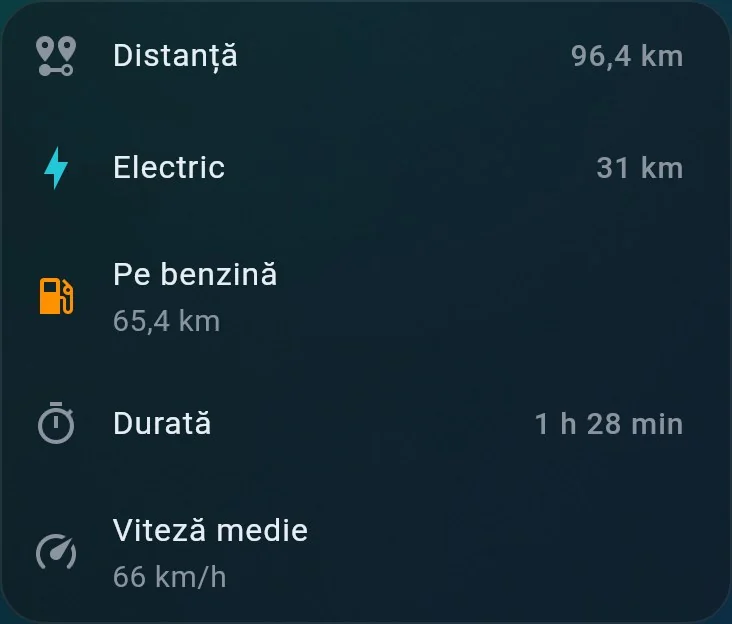 Distanță 96,4 km
Electric 31 km
Pe benzină
65,4 km
Durată 1 h 28 min
Viteză medie
66 km/h